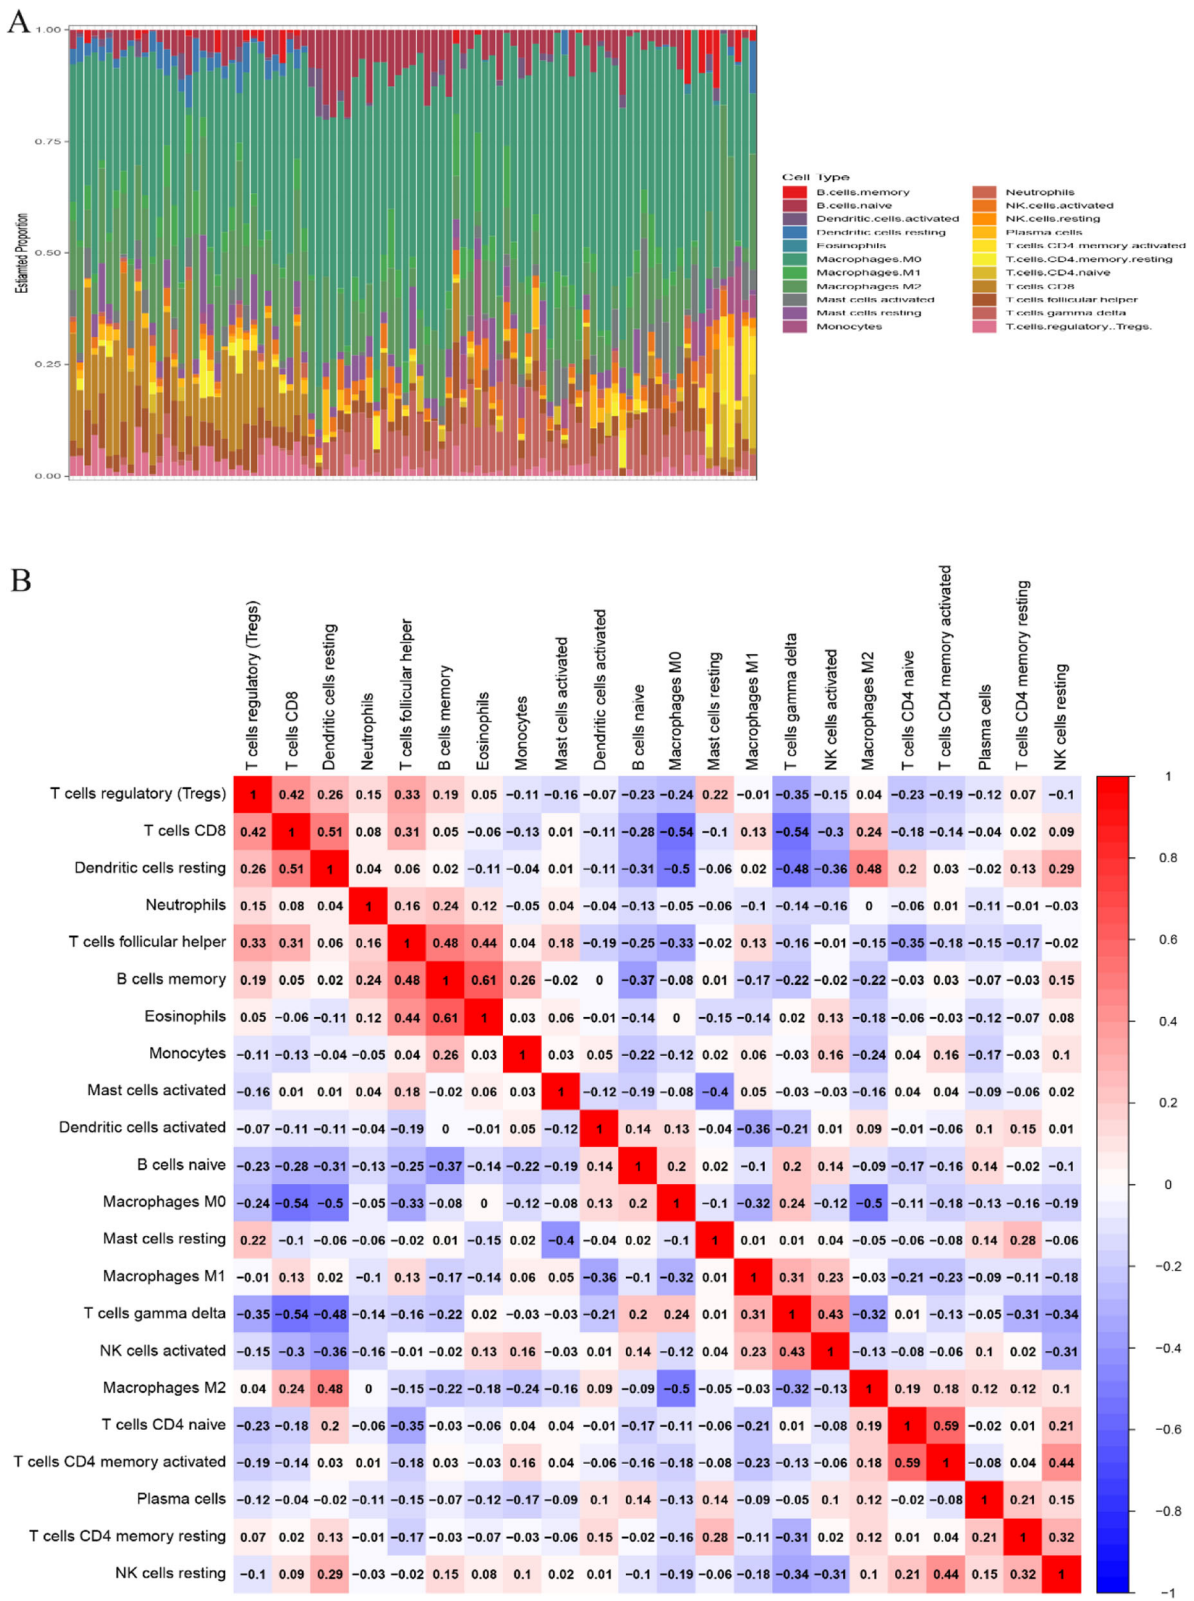 A
1.00
0.75
0.50
0.25
0.00
Estiamted Proportion
Cell Type
B.cells.memory
B.cells.naive
Dendritic.cells.activated
Dendritic.cells.resting
Eosinophils
Macrophages.M0
Macrophages.M1
Macrophages.M2
Mast.cells.activated
Mast.cells.resting
Monocytes
Neutrophils
NK.cells.activated
NK.cells.resting
Plasma.cells
T.cells.CD4.memory.activated
T.cells.CD4.memory.resting
T.cells.CD4.naive
T.cells.CD8
T.cells.follicular.helper
T.cells.gamma.delta
T.cells.regulatory..Tregs.
B
T cells regulatory (Tregs)
T cells CD8
Dendritic cells resting
Neutrophils
T cells follicular helper
B cells memory
Eosinophils
Monocytes
Mast cells activated
Dendritic cells activated
B cells naive
Macrophages M0
Mast cells resting
Macrophages M1
T cells gamma delta
NK cells activated
Macrophages M2
T cells CD4 naive
T cells CD4 memory activated
Plasma cells
T cells CD4 memory resting
NK cells resting
T cells regulatory (Tregs) 1 0.42 0.26 0.15 0.33 0.19 0.05 −0.11 −0.16 −0.07 −0.23 −0.24 0.22 −0.01 −0.35 −0.15 0.04 −0.23 −0.19 −0.12 0.07 −0.1
T cells CD8 0.42 1 0.51 0.08 0.31 0.05 −0.06 −0.13 0.01 −0.11 −0.28 −0.54 −0.1 0.13 −0.54 −0.3 0.24 −0.18 −0.14 −0.04 0.02 0.09
Dendritic cells resting 0.26 0.51 1 0.04 0.06 0.02 −0.11 −0.04 0.01 −0.11 −0.31 −0.5 −0.06 0.02 −0.48 −0.36 0.48 0.2 0.03 −0.02 0.13 0.29
Neutrophils 0.15 0.08 0.04 1 0.16 0.24 0.12 −0.05 0.04 −0.04 −0.13 −0.05 −0.06 −0.1 −0.14 −0.16 0 −0.06 0.01 −0.11 −0.01 −0.03
T cells follicular helper 0.33 0.31 0.06 0.16 1 0.48 0.44 0.04 0.18 −0.19 −0.25 −0.33 −0.02 0.13 −0.16 −0.01 −0.15 −0.35 −0.18 −0.15 −0.17 −0.02
B cells memory 0.19 0.05 0.02 0.24 0.48 1 0.61 0.26 −0.02 0 −0.37 −0.08 0.01 −0.17 −0.22 −0.02 −0.22 −0.03 0.03 −0.07 −0.03 0.15
Eosinophils 0.05 −0.06 −0.11 0.12 0.44 0.61 1 0.03 0.06 −0.01 −0.14 0 −0.15 −0.14 0.02 0.13 −0.18 −0.06 −0.03 −0.12 −0.07 0.08
Monocytes −0.11 −0.13 −0.04 −0.05 0.04 0.26 0.03 1 0.03 0.05 −0.22 −0.12 0.02 0.06 −0.03 0.16 −0.24 0.04 0.16 −0.17 −0.03 0.1
Mast cells activated −0.16 0.01 0.01 0.04 0.18 −0.02 0.06 0.03 1 −0.12 −0.19 −0.08 −0.4 0.05 −0.03 −0.03 −0.16 0.04 0.04 −0.09 −0.06 0.02
Dendritic cells activated −0.07 −0.11 −0.11 −0.04 −0.19 0 −0.01 0.05 −0.12 1 0.14 0.13 −0.04 −0.36 −0.21 0.01 0.09 −0.01 −0.06 0.1 0.15 0.01
B cells naive −0.23 −0.28 −0.31 −0.13 −0.25 −0.37 −0.14 −0.22 −0.19 0.14 1 0.2 0.02 −0.1 0.2 0.14 −0.09 −0.17 −0.16 0.14 −0.02 −0.1
Macrophages M0 −0.24 −0.54 −0.5 −0.05 −0.33 −0.08 0 −0.12 −0.08 0.13 0.2 1 −0.1 −0.32 0.24 −0.12 −0.5 −0.11 −0.18 −0.13 −0.16 −0.19
Mast cells resting 0.22 −0.1 −0.06 −0.06 −0.02 0.01 −0.15 0.02 −0.4 −0.04 0.02 −0.1 1 0.01 0.01 0.04 −0.05 −0.06 −0.08 0.14 0.28 −0.06
Macrophages M1 −0.01 0.13 0.02 −0.1 0.13 −0.17 −0.14 0.06 0.05 −0.36 −0.1 −0.32 0.01 1 0.31 0.23 −0.03 −0.21 −0.23 −0.09 −0.11 −0.18
T cells gamma delta −0.35 −0.54 −0.48 −0.14 −0.16 −0.22 0.02 −0.03 −0.03 −0.21 0.2 0.24 0.01 0.31 1 0.43 −0.32 0.01 −0.13 −0.05 −0.31 −0.34
NK cells activated −0.15 −0.3 −0.36 −0.16 −0.01 −0.02 0.13 0.16 −0.03 0.01 0.14 −0.12 0.04 0.23 0.43 1 −0.13 −0.08 −0.06 0.1 0.02 −0.31
Macrophages M2 0.04 0.24 0.48 0 −0.15 −0.22 −0.18 −0.24 −0.16 0.09 −0.09 −0.5 −0.05 −0.03 −0.32 −0.13 1 0.19 0.18 0.12 0.12 0.1
T cells CD4 naive −0.23 −0.18 0.2 −0.06 −0.35 −0.03 −0.06 0.04 0.04 −0.01 −0.17 −0.11 −0.06 −0.21 0.01 −0.08 0.19 1 0.59 −0.02 0.01 0.21
T cells CD4 memory activated −0.19 −0.14 0.03 0.01 −0.18 0.03 −0.03 0.16 0.04 −0.06 −0.16 −0.18 −0.08 −0.23 −0.13 −0.06 0.18 0.59 1 −0.08 0.04 0.44
Plasma cells −0.12 −0.04 −0.02 −0.11 −0.15 −0.07 −0.12 −0.17 −0.09 0.1 0.14 −0.13 0.14 −0.09 −0.05 0.1 0.12 −0.02 −0.08 1 0.21 0.15
T cells CD4 memory resting 0.07 0.02 0.13 −0.01 −0.17 −0.03 −0.07 −0.03 −0.06 0.15 −0.02 −0.16 0.28 −0.11 −0.31 0.02 0.12 0.01 0.04 0.21 1 0.32
NK cells resting −0.1 0.09 0.29 −0.03 −0.02 0.15 0.08 0.1 0.02 0.01 −0.1 −0.19 −0.06 −0.18 −0.34 −0.31 0.1 0.21 0.44 0.15 0.32 1
1
0.8
0.6
0.4
0.2
0
−0.2
−0.4
−0.6
−0.8
−1